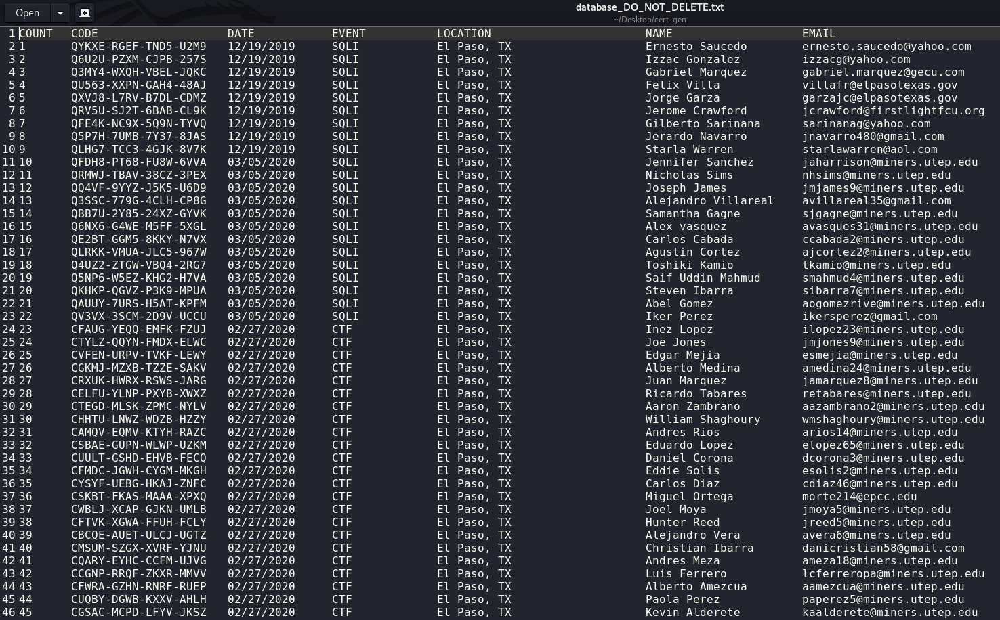 Open
database_DO_NOT_DELETE.txt
~/Desktop/cert-gen
1 COUNT CODE DATE EVENT LOCATION NAME EMAIL
2 1 QYKXE-RGEF-TND5-U2M9 12/19/2019 SQLI El Paso, TX Ernesto Saucedo ernesto.saucedo@yahoo.com
3 2 Q6U2U-PZXM-CJPB-257S 12/19/2019 SQLI El Paso, TX Izzac Gonzalez izzacg@yahoo.com
4 3 Q3MY4-WXQH-VBEL-JQKC 12/19/2019 SQLI El Paso, TX Gabriel Marquez gabriel.marquez@gecu.com
5 4 QU563-XXPN-GAH4-48AJ 12/19/2019 SQLI El Paso, TX Felix Villa villafr@elpasotexas.gov
6 5 QXVJ8-L7RV-B7DL-CDMZ 12/19/2019 SQLI El Paso, TX Jorge Garza garzajc@elpasotexas.gov
7 6 QRV5U-SJ2T-6BAB-CL9K 12/19/2019 SQLI El Paso, TX Jerome Crawford jcrawford@firstlightfcu.org
8 7 QFE4K-NC9X-5Q9N-TYVQ 12/19/2019 SQLI El Paso, TX Gilberto Sarinana sarinanag@yahoo.com
9 8 Q5P7H-7UMB-7Y37-8JAS 12/19/2019 SQLI El Paso, TX Jerardo Navarro jnavarro480@gmail.com
10 9 QLHG7-TCC3-4GJK-8V7K 12/19/2019 SQLI El Paso, TX Starla Warren starlawarren@aol.com
11 10 QFDH8-PT68-FU8W-6VVA 03/05/2020 SQLI El Paso, TX Jennifer Sanchez jaharrison@miners.utep.edu
12 11 QRMWJ-TBAV-38CZ-3PEX 03/05/2020 SQLI El Paso, TX Nicholas Sims nhsims@miners.utep.edu
13 12 QQ4VF-9YYZ-J5K5-U6D9 03/05/2020 SQLI El Paso, TX Joseph James jmjames9@miners.utep.edu
14 13 Q3SSC-779G-4CLH-CP8G 03/05/2020 SQLI El Paso, TX Alejandro Villareal avillareal35@gmail.com
15 14 QBB7U-2Y85-24XZ-GYVK 03/05/2020 SQLI El Paso, TX Samantha Gagne sjgagne@miners.utep.edu
16 15 Q6NX6-G4WE-M5FF-5XGL 03/05/2020 SQLI El Paso, TX Alex vasquez avasques31@miners.utep.edu
17 16 QE2BT-GGM5-8KKY-N7VX 03/05/2020 SQLI El Paso, TX Carlos Cabada ccabada2@miners.utep.edu
18 17 QLRKK-VMUA-JLC5-967W 03/05/2020 SQLI El Paso, TX Agustin Cortez ajcortez2@miners.utep.edu
19 18 Q4UZ2-ZTGW-VBQ4-2RG7 03/05/2020 SQLI El Paso, TX Toshiki Kamio tkamio@miners.utep.edu
20 19 Q5NP6-W5EZ-KHG2-H7VA 03/05/2020 SQLI El Paso, TX Saif Uddin Mahmud smahmud4@miners.utep.edu
21 20 QKHKP-QGVZ-P3K9-MPUA 03/05/2020 SQLI El Paso, TX Steven Ibarra sibarra7@miners.utep.edu
22 21 QAUUY-7URS-H5AT-KPFM 03/05/2020 SQLI El Paso, TX Abel Gomez aogomezrive@miners.utep.edu
23 22 QV3VX-3SCM-2D9V-UCCU 03/05/2020 SQLI El Paso, TX Iker Perez ikersperez@gmail.com
24 23 CFAUG-YEQQ-EMFK-FZUJ 02/27/2020 CTF El Paso, TX Inez Lopez ilopez23@miners.utep.edu
25 24 CTYLZ-QQYN-FMDX-ELWC 02/27/2020 CTF El Paso, TX Joe Jones jmjones9@miners.utep.edu
26 25 CVFEN-URPV-TVKF-LEWY 02/27/2020 CTF El Paso, TX Edgar Mejia esmejia@miners.utep.edu
27 26 CGKMJ-MZXB-TZZE-SAKV 02/27/2020 CTF El Paso, TX Alberto Medina amedina24@miners.utep.edu
28 27 CRXUK-HWRX-RSWS-JARG 02/27/2020 CTF El Paso, TX Juan Marquez jamarquez8@miners.utep.edu
29 28 CELFU-YLNP-PXYB-XWXZ 02/27/2020 CTF El Paso, TX Ricardo Tabares retabares@miners.utep.edu
30 29 CTEGD-MLSK-ZPMC-NYLV 02/27/2020 CTF El Paso, TX Aaron Zambrano aazambrano2@miners.utep.edu
31 30 CHHTU-LNWZ-WDZB-HZZY 02/27/2020 CTF El Paso, TX William Shaghoury wmshaghoury@miners.utep.edu
32 31 CAMQV-EQMV-KTYH-RAZC 02/27/2020 CTF El Paso, TX Andres Rios arios14@miners.utep.edu
33 32 CSBAE-GUPN-WLWP-UZKM 02/27/2020 CTF El Paso, TX Eduardo Lopez elopez65@miners.utep.edu
34 33 CUULT-GSHD-EHVB-FECQ 02/27/2020 CTF El Paso, TX Daniel Corona dcorona3@miners.utep.edu
35 34 CFMDC-JGWH-CYGM-MKGH 02/27/2020 CTF El Paso, TX Eddie Solis esolis2@miners.utep.edu
36 35 CYSYF-UEBG-HKAJ-ZNFC 02/27/2020 CTF El Paso, TX Carlos Diaz cdiaz46@miners.utep.edu
37 36 CSKBT-FKAS-MAAA-XPXQ 02/27/2020 CTF El Paso, TX Miguel Ortega morte214@epcc.edu
38 37 CWBLJ-XCAP-GJKN-UMLB 02/27/2020 CTF El Paso, TX Joel Moya jmoya5@miners.utep.edu
39 38 CFTVK-XGWA-FFUH-FCLY 02/27/2020 CTF El Paso, TX Hunter Reed jreed5@miners.utep.edu
40 39 CBCQE-AUET-ULCJ-UGTZ 02/27/2020 CTF El Paso, TX Alejandro Vera avera6@miners.utep.edu
41 40 CMSUM-SZGX-XVRF-YJNU 02/27/2020 CTF El Paso, TX Christian Ibarra danicristian58@gmail.com
42 41 CQARY-EYHC-CCFM-UJVG 02/27/2020 CTF El Paso, TX Andres Meza ameza18@miners.utep.edu
43 42 CCGNP-RRQF-ZKXR-MMVV 02/27/2020 CTF El Paso, TX Luis Ferrero lcferreropa@miners.utep.edu
44 43 CFWRA-GZHN-RNRF-RUEP 02/27/2020 CTF El Paso, TX Alberto Amezcua aamezcua@miners.utep.edu
45 44 CUQBY-DGWB-KXXV-AHLH 02/27/2020 CTF El Paso, TX Paola Perez paperez5@miners.utep.edu
46 45 CGSAC-MCPD-LFYV-JKSZ 02/27/2020 CTF El Paso, TX Kevin Alderete kaalderete@miners.utep.edu